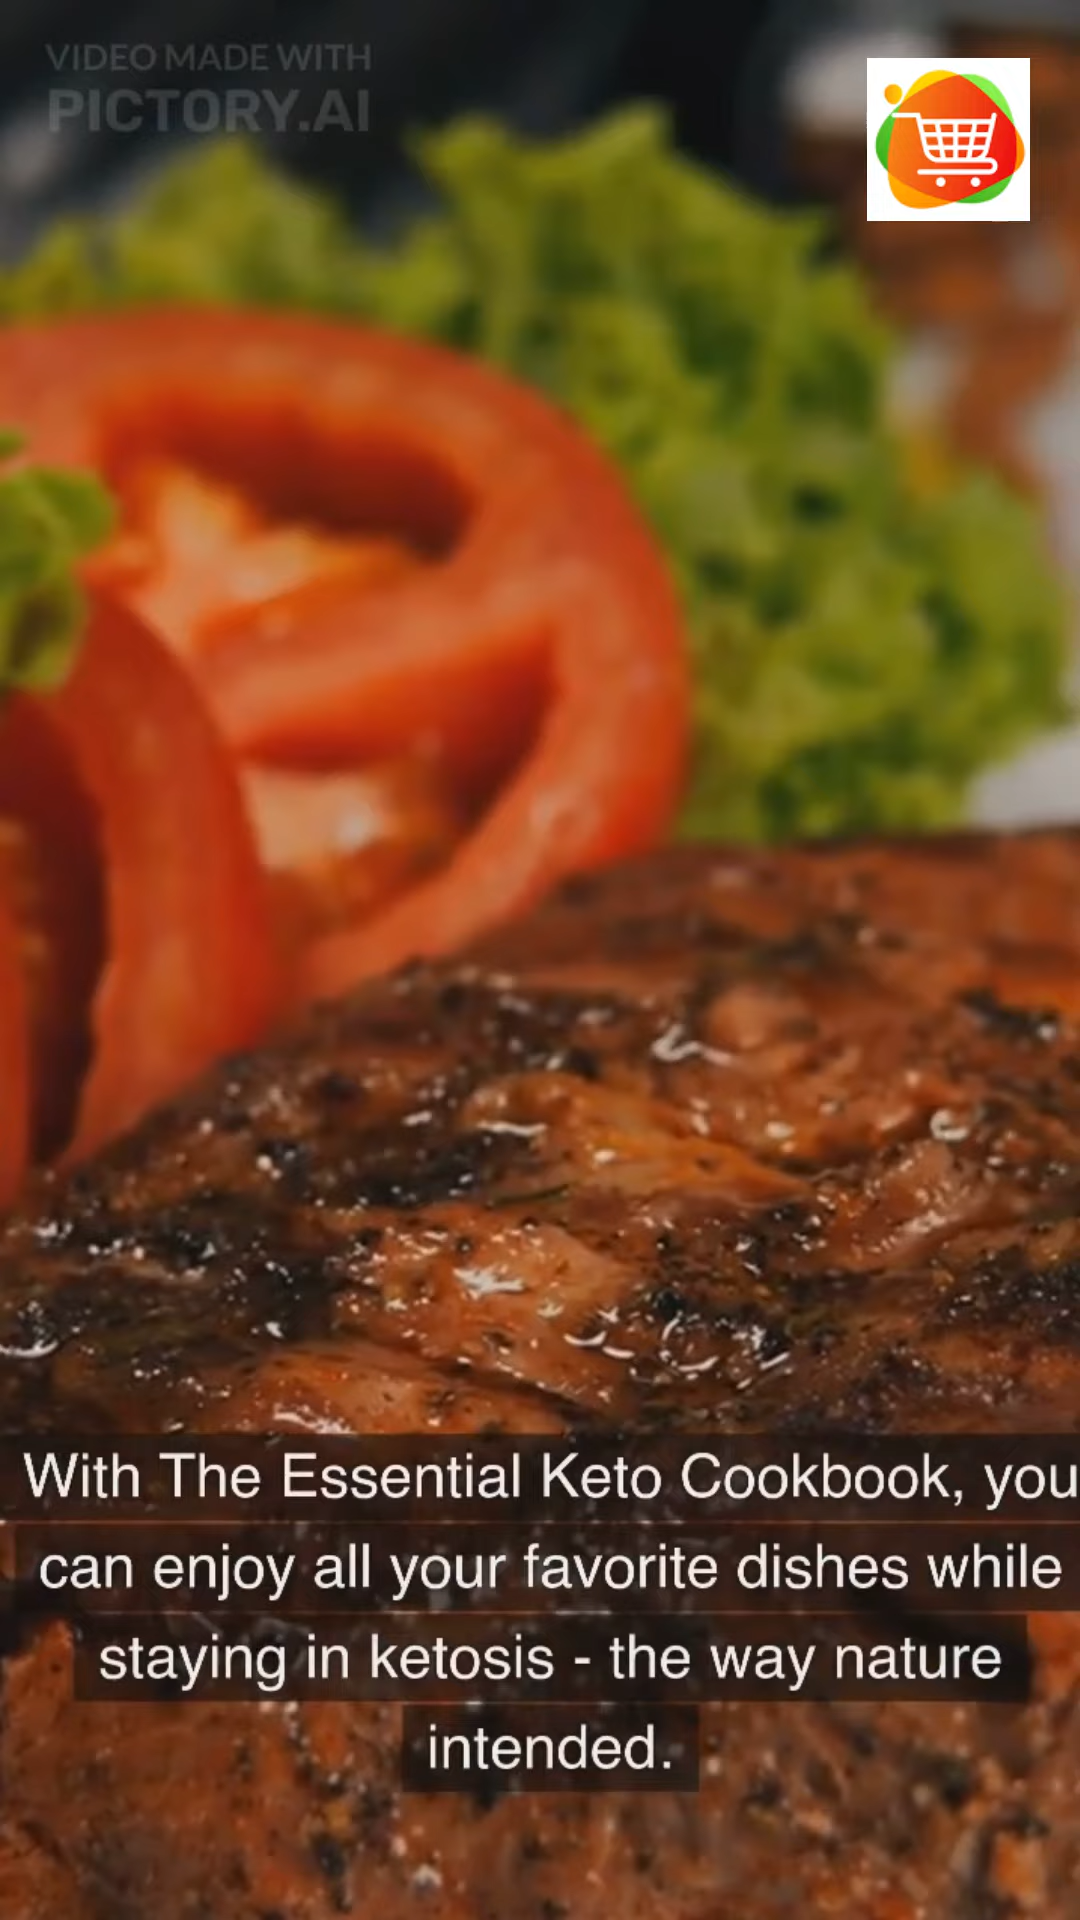 VIDEO MADE WITH
PICTORY.AI
With The Essential Keto Cookbook, you
can enjoy all your favorite dishes while
staying in ketosis - the way nature
intended.